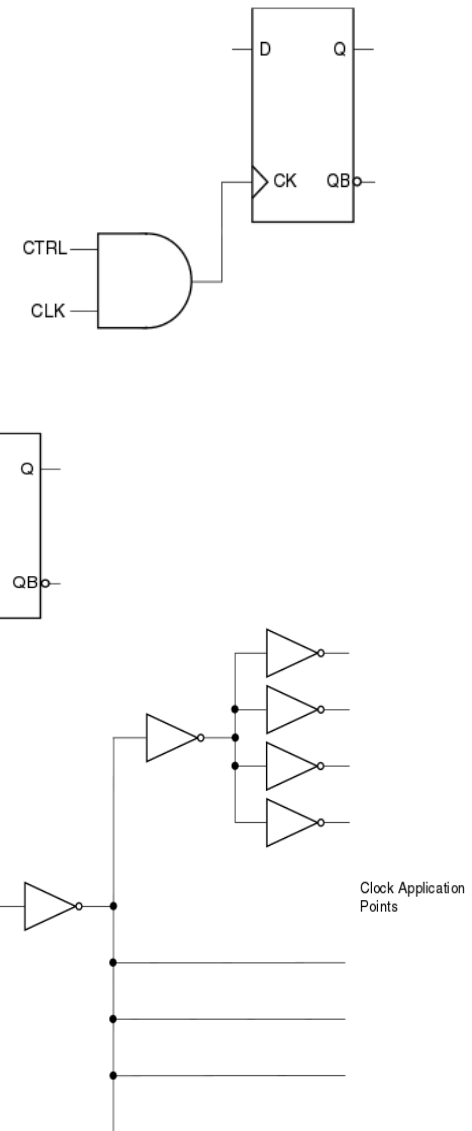 D Q
CK QB
CTRL
CLK
Q
QB
Clock Application
Points